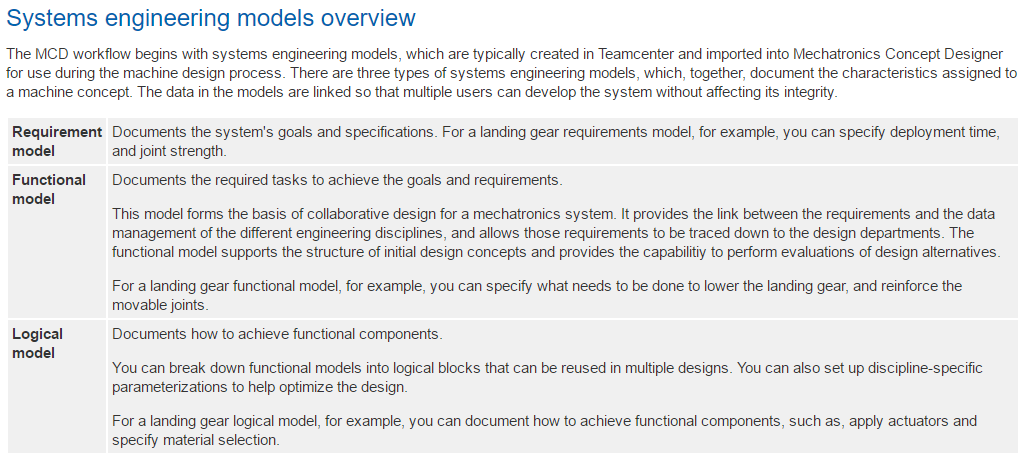 Systems engineering models overview
The MCD workflow begins with systems engineering models, which are typically created in Teamcenter and imported into Mechatronics Concept Designer
for use during the machine design process. There are three types of systems engineering models, which, together, document the characteristics assigned to
a machine concept. The data in the models are linked so that multiple users can develop the system without affecting its integrity.
Requirement
model
Documents the system's goals and specifications. For a landing gear requirements model, for example, you can specify deployment time,
and joint strength.
Functional
model
Documents the required tasks to achieve the goals and requirements.
This model forms the basis of collaborative design for a mechatronics system. It provides the link between the requirements and the data
management of the different engineering disciplines, and allows those requirements to be traced down to the design departments. The
functional model supports the structure of initial design concepts and provides the capabilitiy to perform evaluations of design alternatives.
For a landing gear functional model, for example, you can specify what needs to be done to lower the landing gear, and reinforce the
movable joints.
Logical
model
Documents how to achieve functional components.
You can break down functional models into logical blocks that can be reused in multiple designs. You can also set up discipline-specific
parameterizations to help optimize the design.
For a landing gear logical model, for example, you can document how to achieve functional components, such as, apply actuators and
specify material selection.